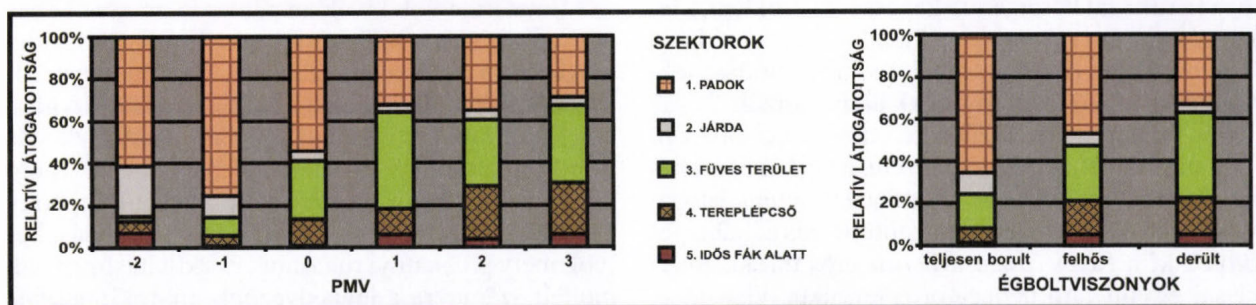 RELATÍV LÁTOGATOTTSÁG
100%
80%
60%
40%
20%
0%
-2
-1
0
1
2
3
PMV
SZEKTOROK
1. PADOK
2. JÁRDA
3. FÜVES TERÜLET
4. TEREPLÉPCSŐ
5. IDŐS FÁK ALATT
RELATÍV LÁTOGATOTTSÁG
100%
80%
60%
40%
20%
0%
teljesen borult
felhős
derült
ÉGBOLTVISZONYOK